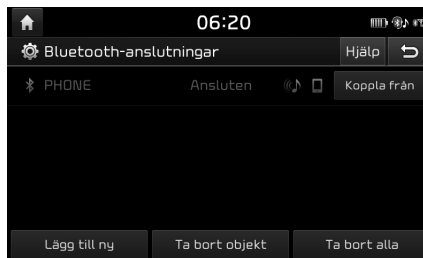 06:20
Bluetooth-anslutningar
Hjälp
PHONE Ansluten Koppla från
Lägg till ny Ta bort objekt Ta bort alla